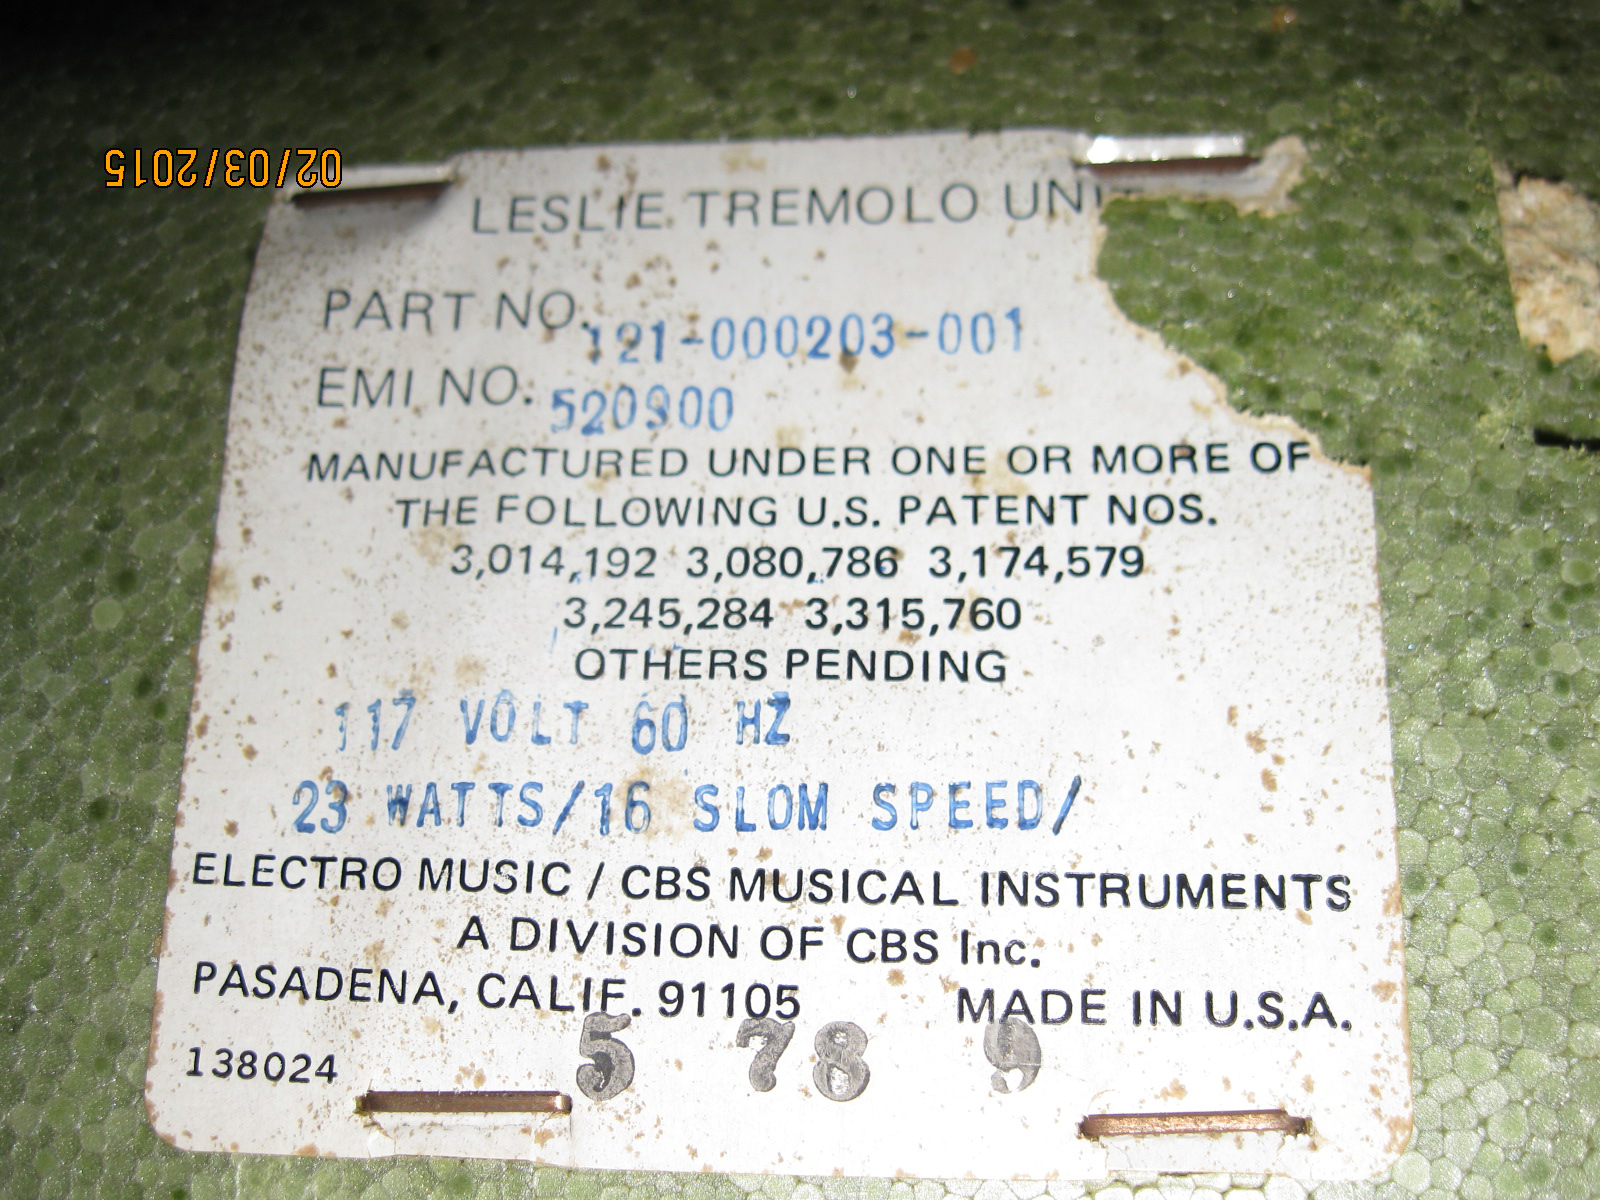 02/03/2015
LESLIE TREMOLO UNIT
PART NO. 121-000203-001
EMI NO. 520900
MANUFACTURED UNDER ONE OR MORE OF
THE FOLLOWING U.S. PATENT NOS.
3,014,192 3,080,786 3,174,579
3,245,284 3,315,760
OTHERS PENDING
117 VOLT 60 HZ
23 WATTS/16 SLOM SPEED/
ELECTRO MUSIC / CBS MUSICAL INSTRUMENTS
A DIVISION OF CBS Inc.
PASADENA, CALIF. 91105 MADE IN U.S.A.
138024 5 78 9